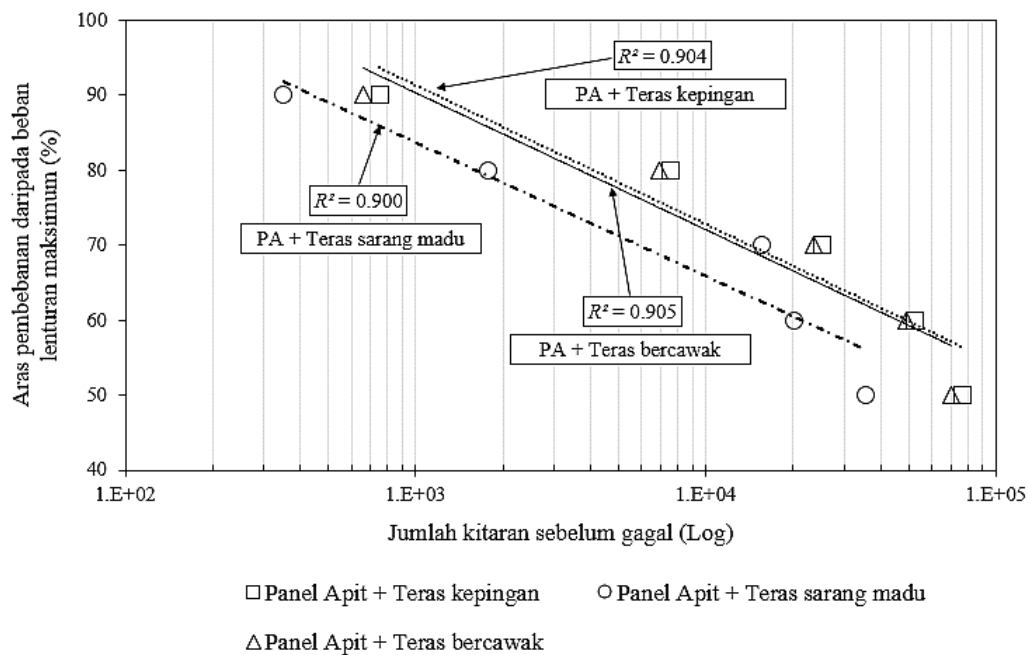 100
90
80
70
60
50
40
Aras pembebanan daripada beban
lenturan maksimum (%)
R² = 0.904
PA + Teras kepingan
R² = 0.900
PA + Teras sarang madu
R² = 0.905
PA + Teras bercawak
1.E+02 1.E+03 1.E+04 1.E+05
Jumlah kitaran sebelum gagal (Log)
Panel Apit + Teras kepingan Panel Apit + Teras sarang madu
Panel Apit + Teras bercawak